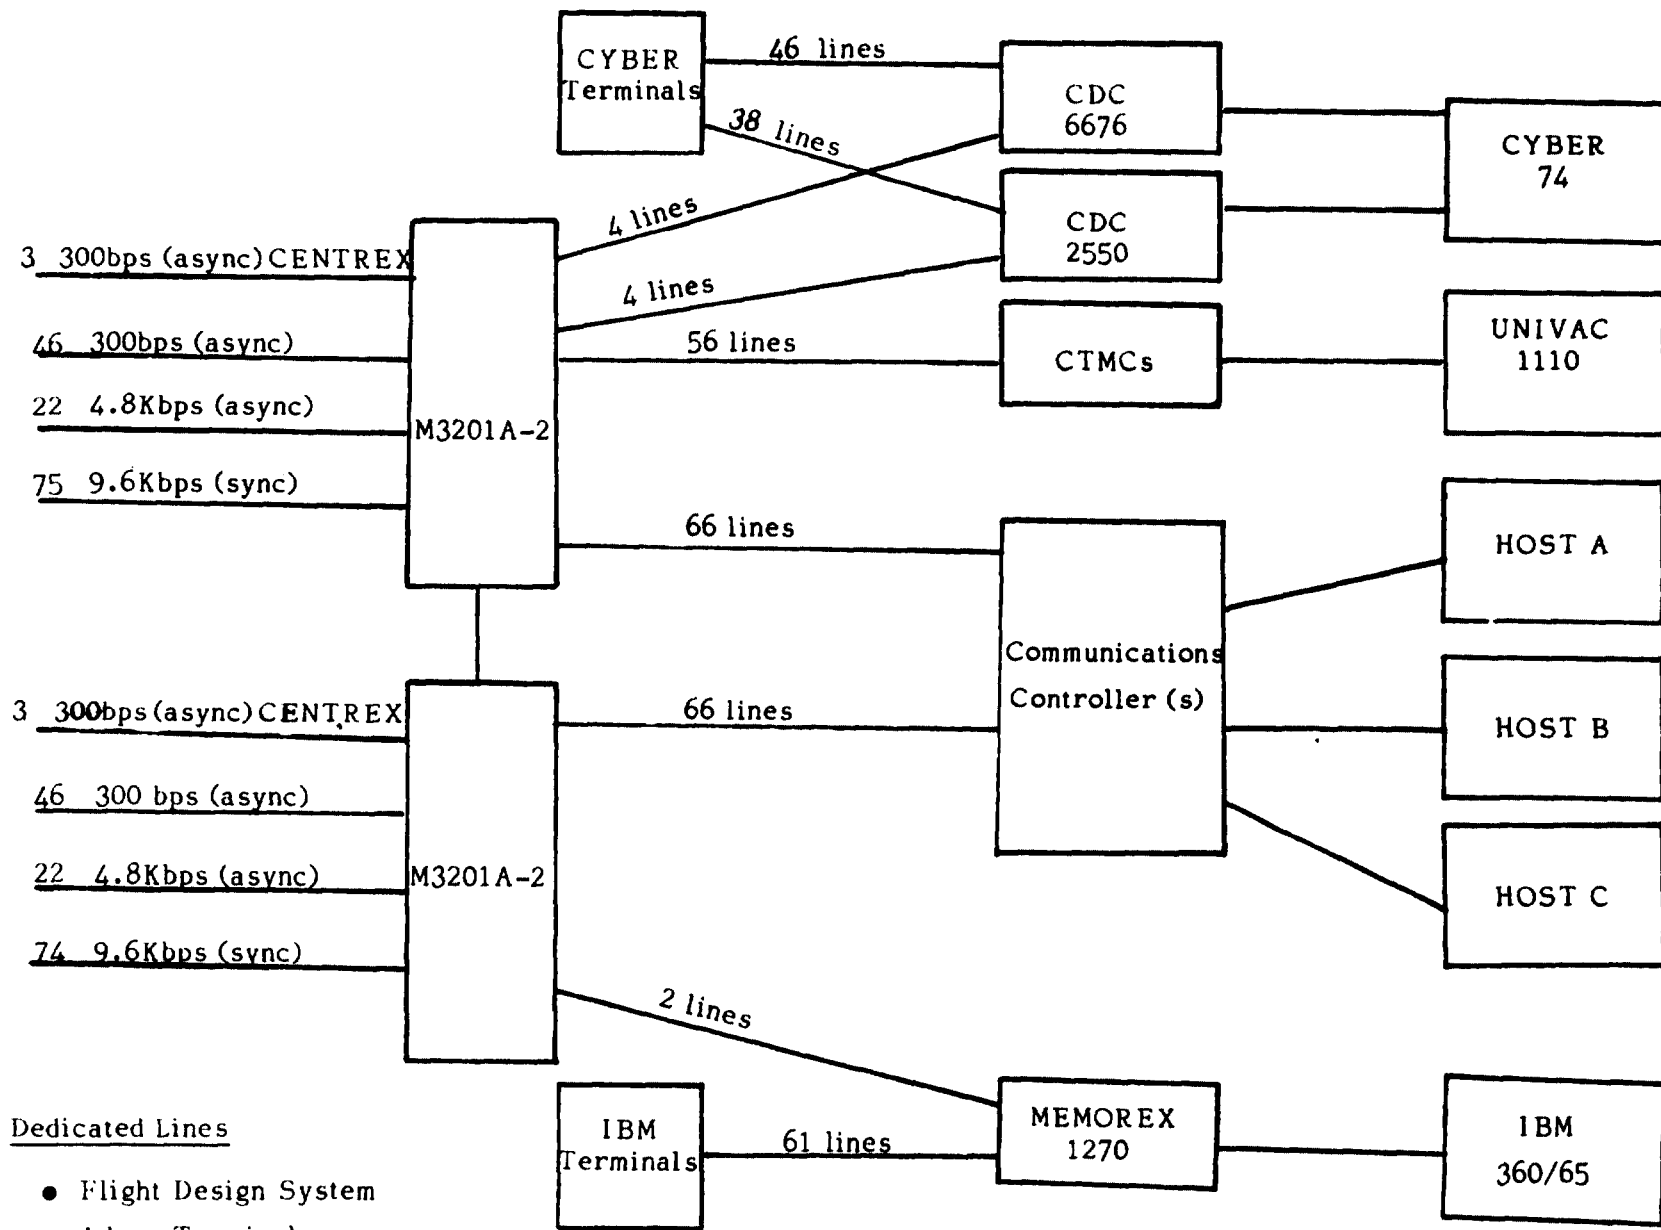 CYBER
Terminals
46 lines
38 lines
CDC
6676
CYBER
74
4 lines
CDC
2550
4 lines
3 300bps (async) CENTREX
46 300bps (async)
22 4.8Kbps (async)
75 9.6Kbps (sync)
M3201A-2
56 lines
CTMCs
UNIVAC
1110
66 lines
HOST A
Communications
Controller (s)
HOST B
HOST C
3 300bps (async) CENTREX
46 300 bps (async)
22 4.8Kbps (async)
74 9.6Kbps (sync)
M3201A-2
66 lines
2 lines
IBM
Terminals
61 lines
MEMOREX
1270
IBM
360/65
Dedicated Lines
● Flight Design System